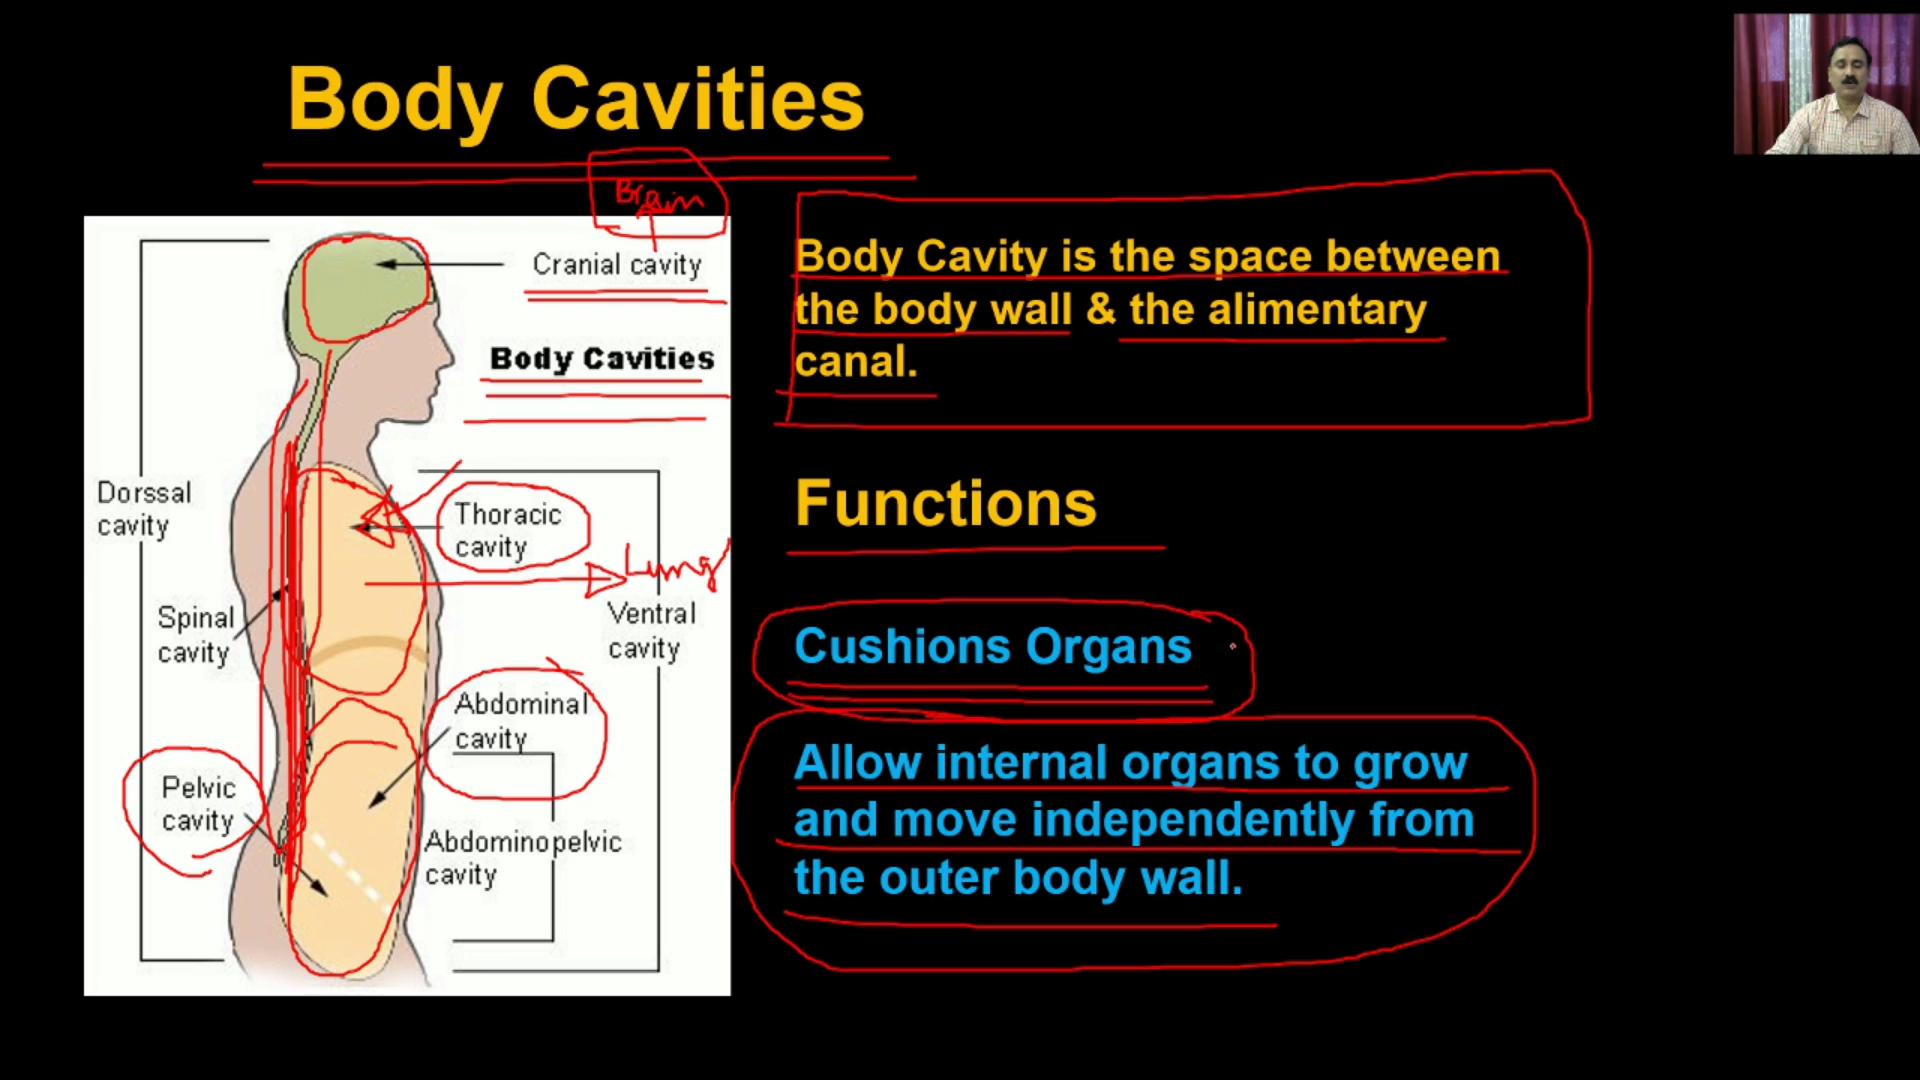 Body Cavities
Brain
Cranial cavity
Body Cavities
Dorssal
cavity
Thoracic
cavity
Lung
Spinal
cavity
Ventral
cavity
Abdominal
cavity
Pelvic
cavity
Abdominopelvic
cavity
Body Cavity is the space between
the body wall & the alimentary
canal.
Functions
Cushions Organs
Allow internal organs to grow
and move independently from
the outer body wall.